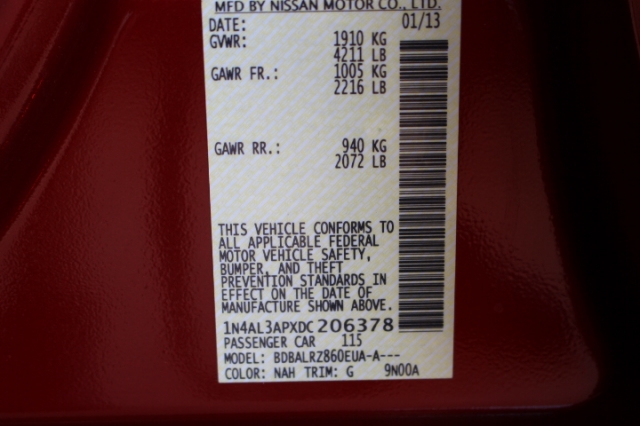 MFD BY NISSAN MOTOR CO., LTD.
DATE: 01/13
GVWR: 1910 KG
4211 LB
GAWR FR.: 1005 KG
2216 LB
GAWR RR.: 940 KG
2072 LB
THIS VEHICLE CONFORMS TO
ALL APPLICABLE FEDERAL
MOTOR VEHICLE SAFETY,
BUMPER, AND THEFT
PREVENTION STANDARDS IN
EFFECT ON THE DATE OF
MANUFACTURE SHOWN ABOVE.
1N4AL3APXDC206378
PASSENGER CAR 115
MODEL: BDBALRZ860EUA-A---
COLOR: NAH TRIM: G 9N00A